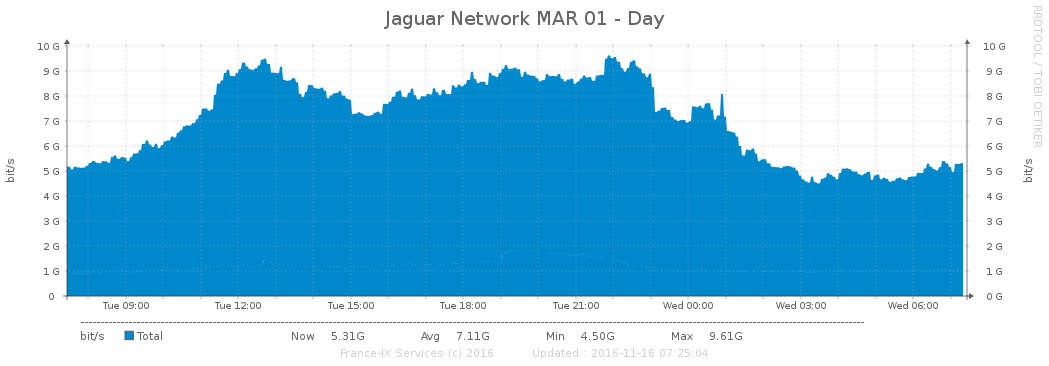 Jaguar Network MAR 01 - Day
RRDTOOL / TOBI OETIKER
bit/s
bit/s
10 G 10 G
9 G 9 G
8 G 8 G
7 G 7 G
6 G 6 G
5 G 5 G
4 G 4 G
3 G 3 G
2 G 2 G
1 G 1 G
0 0 G
Tue 09:00 Tue 12:00 Tue 15:00 Tue 18:00 Tue 21:00 Wed 00:00 Wed 03:00 Wed 06:00
bit/s Total Now 5.31G Avg 7.11G Min 4.50G Max 9.61G
France-IX Services (c) 2016 Updated : 2016-11-16 07:25:04